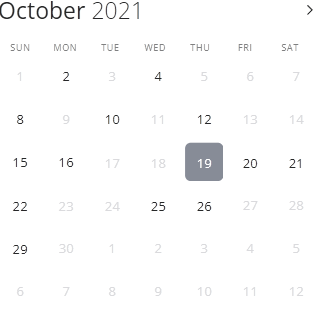 October 2021
SUN MON TUE WED THU FRI SAT
1 2 3 4 5 6 7
8 9 10 11 12 13 14
15 16 17 18 19 20 21
22 23 24 25 26 27 28
29 30 1 2 3 4 5
6 7 8 9 10 11 12